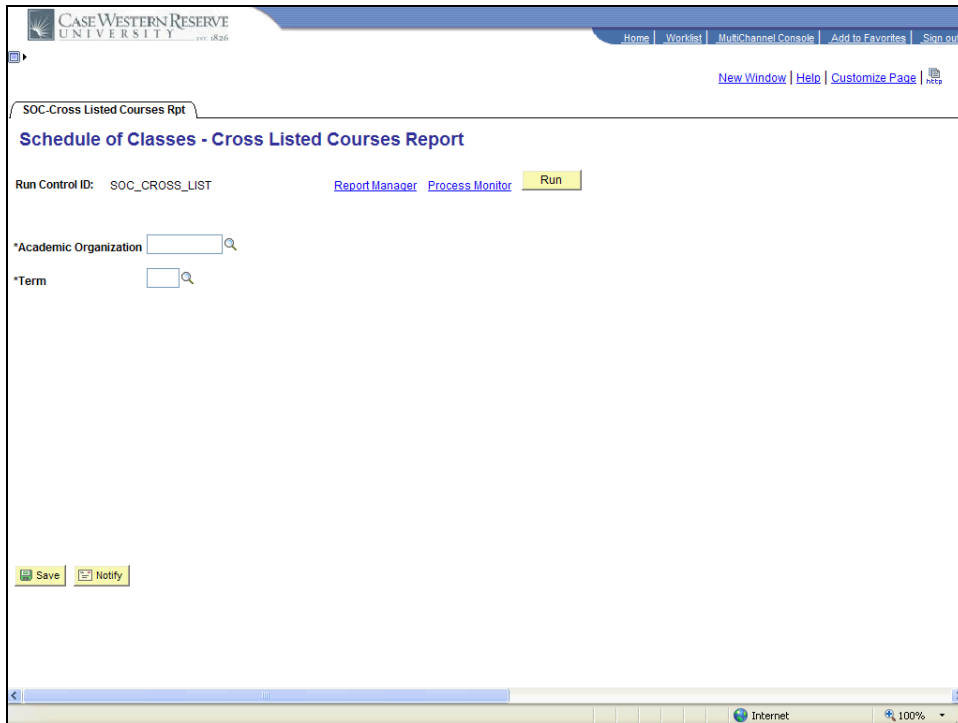 CASE WESTERN RESERVE
UNIVERSITY EST. 1826
Home Worklist MultiChannel Console Add to Favorites Sign out
New Window | Help | Customize Page | http
SOC-Cross Listed Courses Rpt
Schedule of Classes - Cross Listed Courses Report
Run Control ID: SOC_CROSS_LIST Report Manager Process Monitor Run
*Academic Organization
*Term
Save Notify
Internet 100%